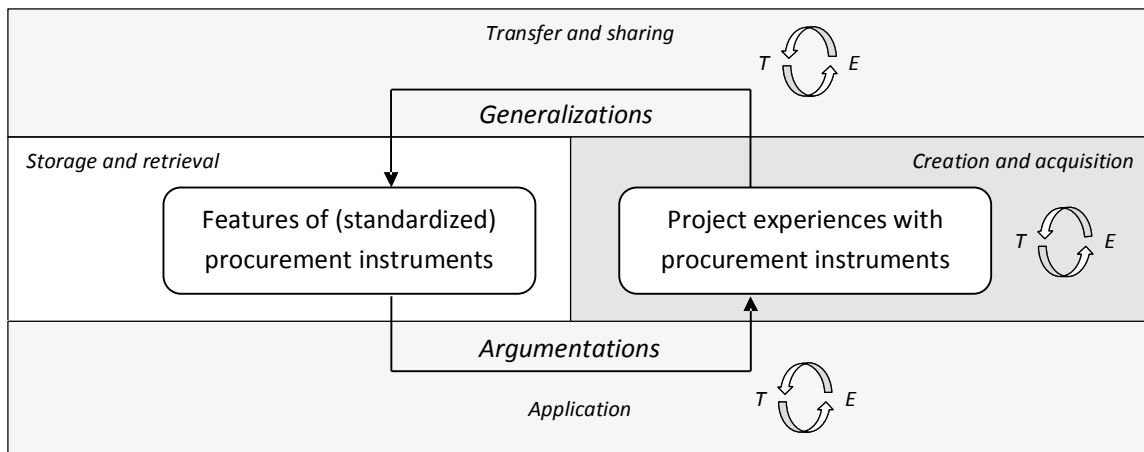 Transfer and sharing
T E
Generalizations
Storage and retrieval
Creation and acquisition
Features of (standardized)
procurement instruments
Project experiences with
procurement instruments
T E
Argumentations
T E
Application